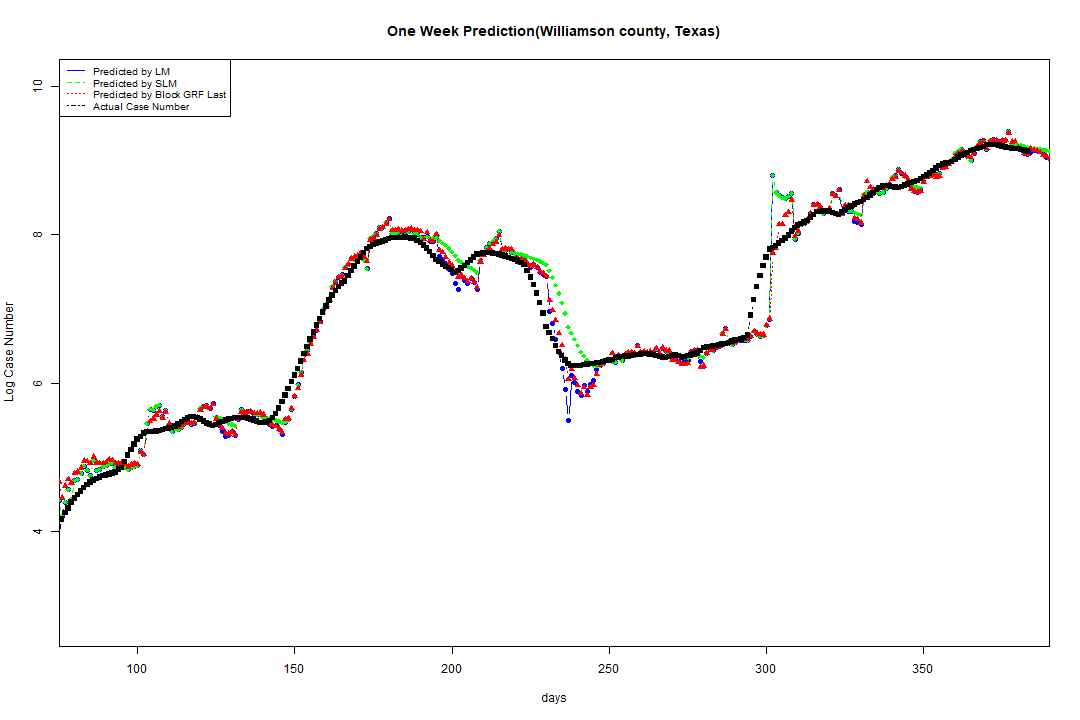 One Week Prediction(Williamson county, Texas)
Predicted by LM
Predicted by SLM
Predicted by Block GRF Last
Actual Case Number
10
8
6
4
Log Case Number
100 150 200 250 300 350
days